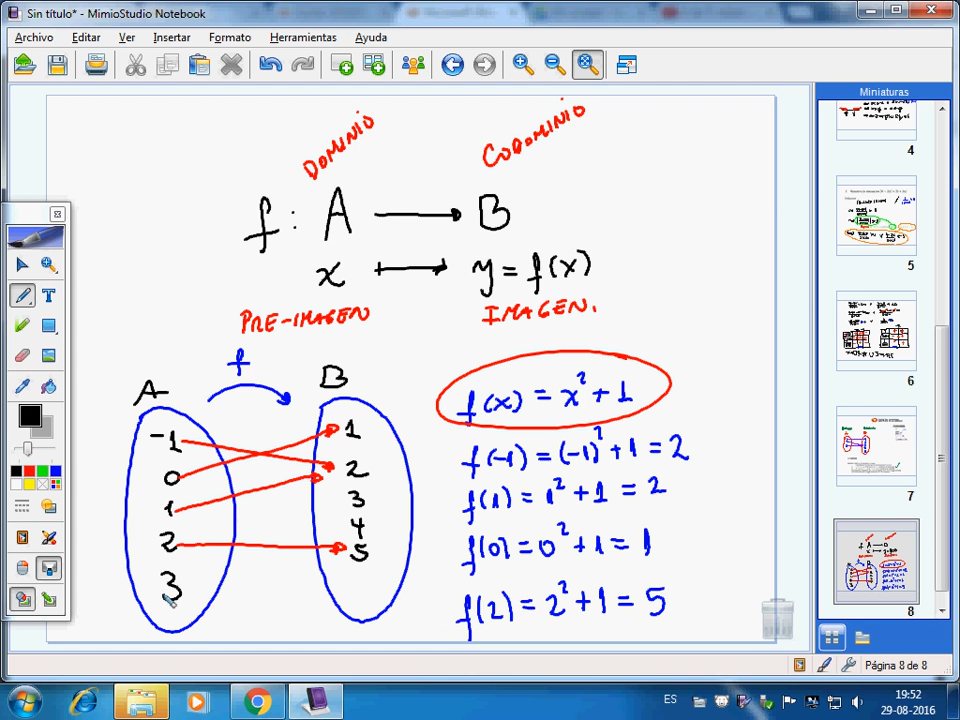 Sin título* - MimioStudio Notebook
Archivo Editar Ver Insertar Formato Herramientas Ayuda
Miniaturas
DOMINIO CODOMINIO
f : A → B
x ↦ y = f(x)
PRE-IMAGEN IMAGEN.
f
A B
-1 1
0 2
1 3
2 4
3 5
f(x) = x² + 1
f(-1) = (-1)² + 1 = 2
f(1) = 1² + 1 = 2
f(0) = 0² + 1 = 1
f(2) = 2² + 1 = 5
4
5
6
7
8
Página 8 de 8
ES
19:52
29-08-2016